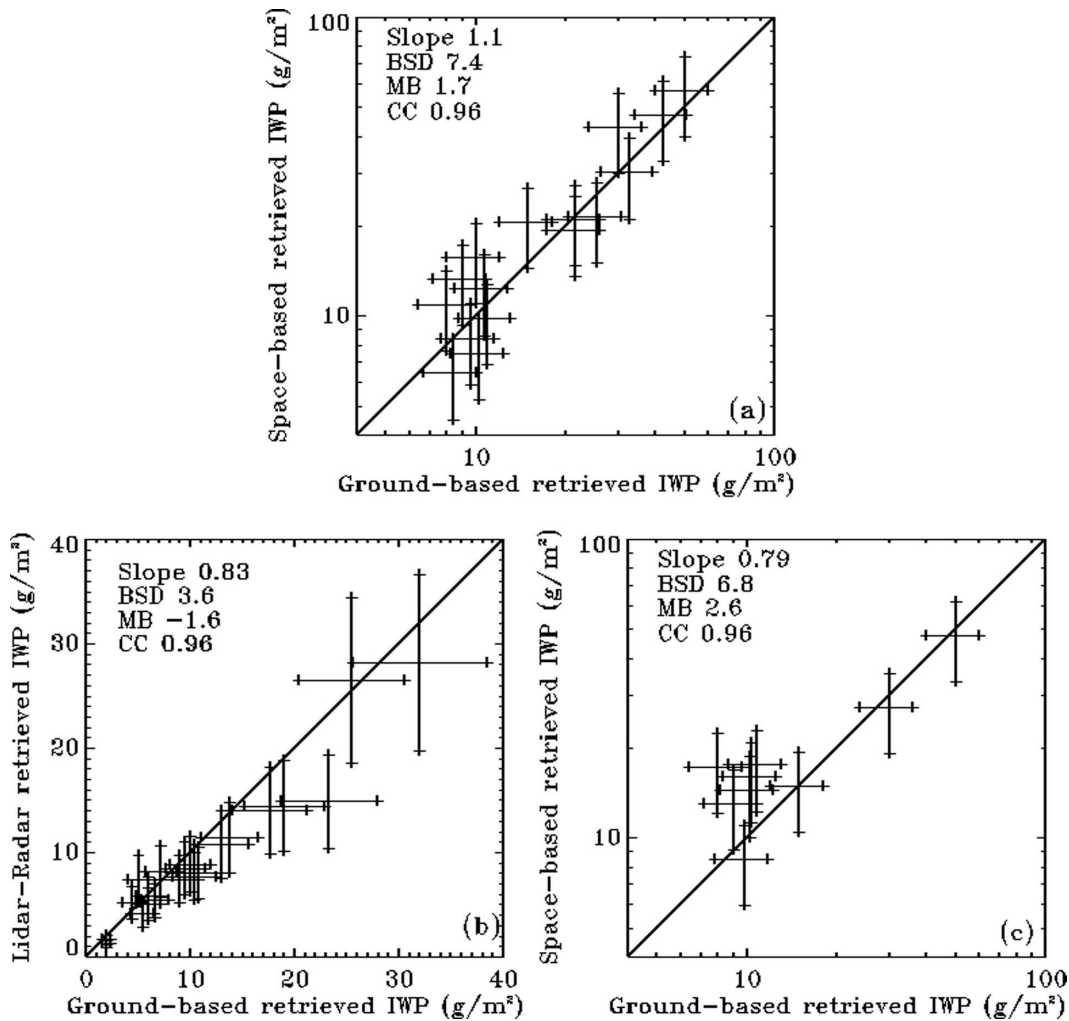 100
10
Space-based retrieved IWP (g/m²)
Slope 1.1
BSD 7.4
MB 1.7
CC 0.96
(a)
10
100
Ground-based retrieved IWP (g/m²)
40
30
20
10
0
Lidar-Radar retrieved IWP (g/m²)
Slope 0.83
BSD 3.6
MB -1.6
CC 0.96
(b)
0
10
20
30
40
Ground-based retrieved IWP (g/m²)
100
10
Space-based retrieved IWP (g/m²)
Slope 0.79
BSD 6.8
MB 2.6
CC 0.96
(c)
10
100
Ground-based retrieved IWP (g/m²)